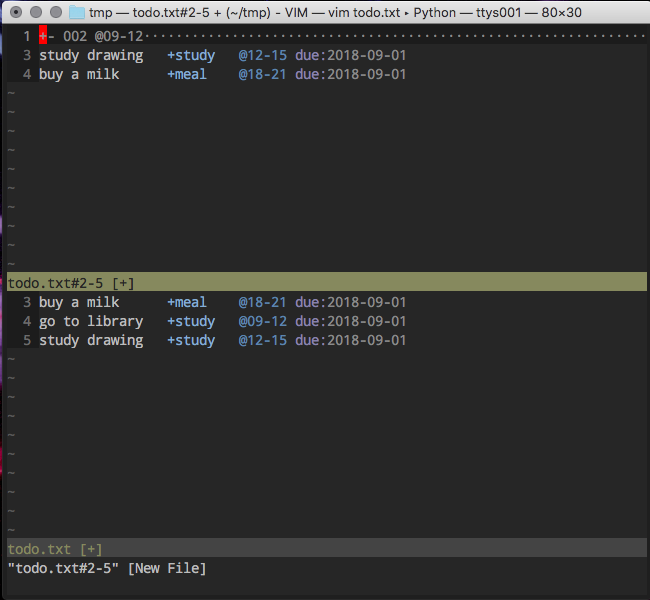 tmp — todo.txt#2-5 + (~/tmp) - VIM — vim todo.txt ▸ Python — ttys001 — 80×30
1 +- 002 @09-12·······························································
3 study drawing   +study   @12-15 due:2018-09-01
4 buy a milk      +meal    @18-21 due:2018-09-01
~
~
~
~
~
~
~
~
~
~
todo.txt#2-5 [+]
3 buy a milk      +meal    @18-21 due:2018-09-01
4 go to library   +study   @09-12 due:2018-09-01
5 study drawing   +study   @12-15 due:2018-09-01
~
~
~
~
~
~
~
~
~
~
todo.txt [+]
"todo.txt#2-5" [New File]